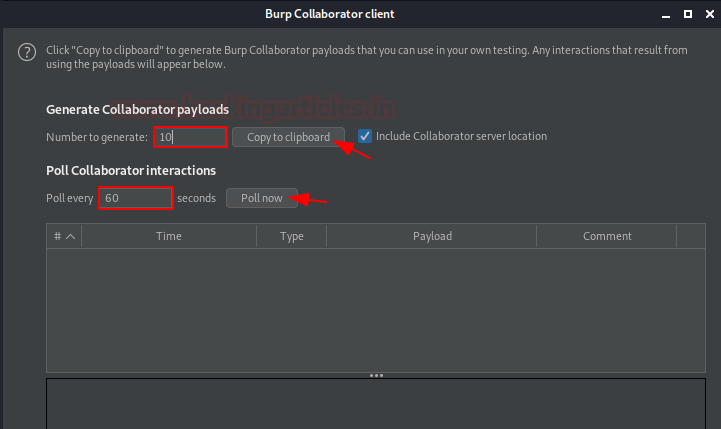 Burp Collaborator client
Click "Copy to clipboard" to generate Burp Collaborator payloads that you can use in your own testing. Any interactions that result from
using the payloads will appear below.
Generate Collaborator payloads
Number to generate: 10 Copy to clipboard Include Collaborator server location
Poll Collaborator interactions
Poll every 60 seconds Poll now
# Time Type Payload Comment